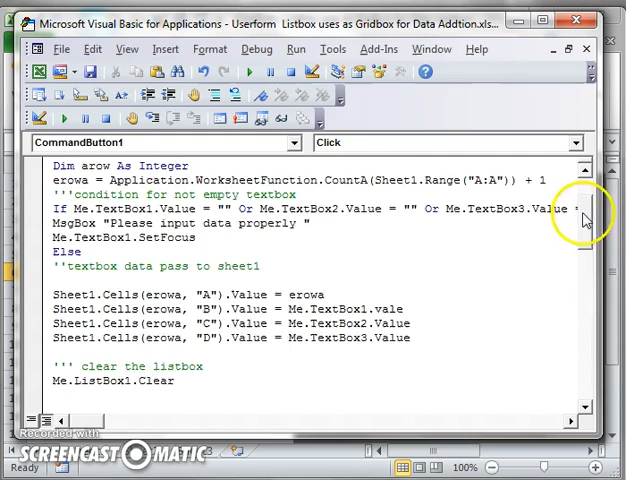 Microsoft Visual Basic for Applications - Userform Listbox uses as Gridbox for Data Addtion.xls...
File Edit View Insert Format Debug Run Tools Add-Ins Window Help
CommandButton1 Click
Dim arow As Integer
erowa = Application.WorksheetFunction.CountA(Sheet1.Range("A:A")) + 1
'''condition for not empty textbox
If Me.TextBox1.Value = "" Or Me.TextBox2.Value = "" Or Me.TextBox3.Value =
MsgBox "Please input data properly "
Me.TextBox1.SetFocus
Else
''textbox data pass to sheet1
Sheet1.Cells(erowa, "A").Value = erowa
Sheet1.Cells(erowa, "B").Value = Me.TextBox1.vale
Sheet1.Cells(erowa, "C").Value = Me.TextBox2.Value
Sheet1.Cells(erowa, "D").Value = Me.TextBox3.Value
''' clear the listbox
Me.ListBox1.Clear
Recorded with
SCREENCAST MATIC
Ready 100%